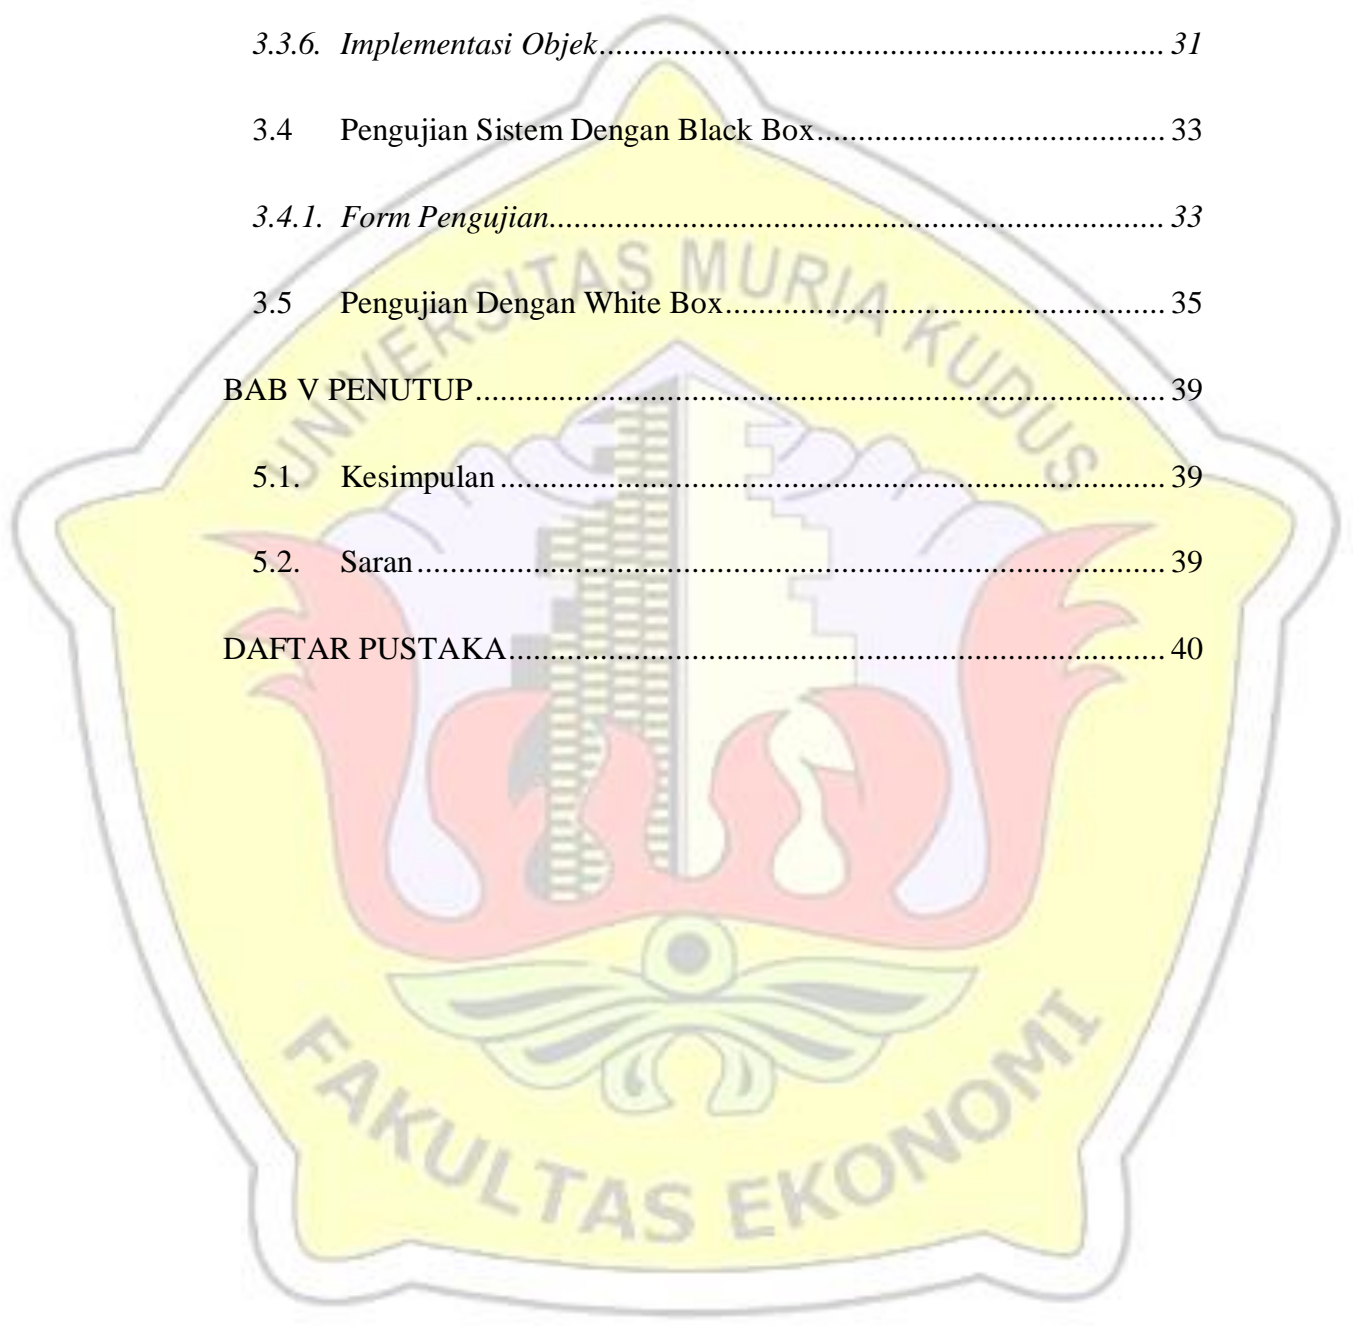 3.3.6. Implementasi Objek........................................................................ 31
3.4 Pengujian Sistem Dengan Black Box............................................ 33
3.4.1. Form Pengujian.............................................................................. 33
3.5 Pengujian Dengan White Box........................................................ 35
BAB V PENUTUP........................................................................................ 39
5.1. Kesimpulan ..................................................................................... 39
5.2. Saran............................................................................................... 39
DAFTAR PUSTAKA.................................................................................... 40
UNIVERSITAS MURIA KUDUS
FAKULTAS EKONOMI